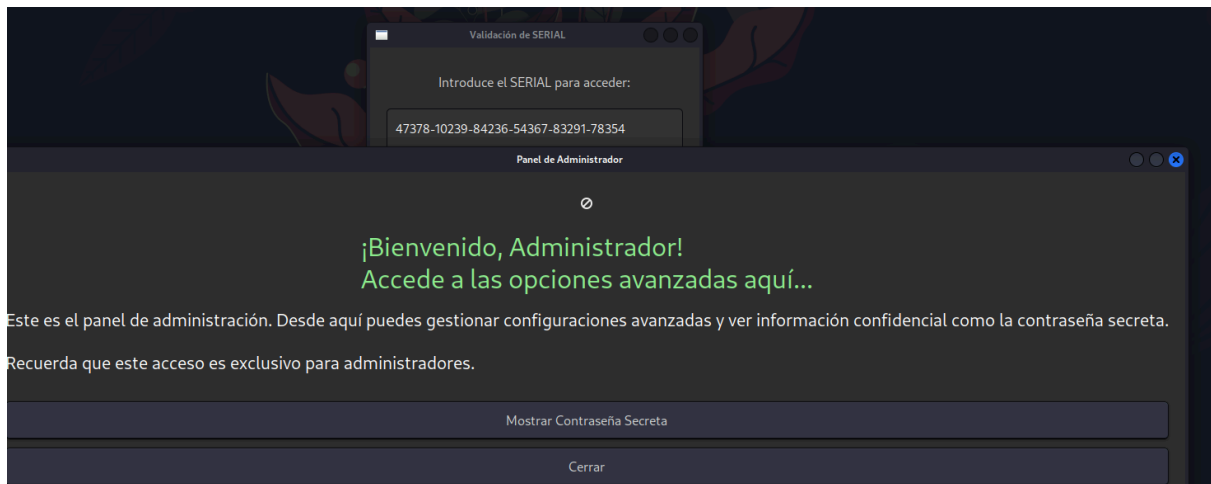 Validación de SERIAL
Introduce el SERIAL para acceder:
47378-10239-84236-54367-83291-78354
Panel de Administrador
¡Bienvenido, Administrador!
Accede a las opciones avanzadas aquí...
Este es el panel de administración. Desde aquí puedes gestionar configuraciones avanzadas y ver información confidencial como la contraseña secreta.
Recuerda que este acceso es exclusivo para administradores.
Mostrar Contraseña Secreta
Cerrar